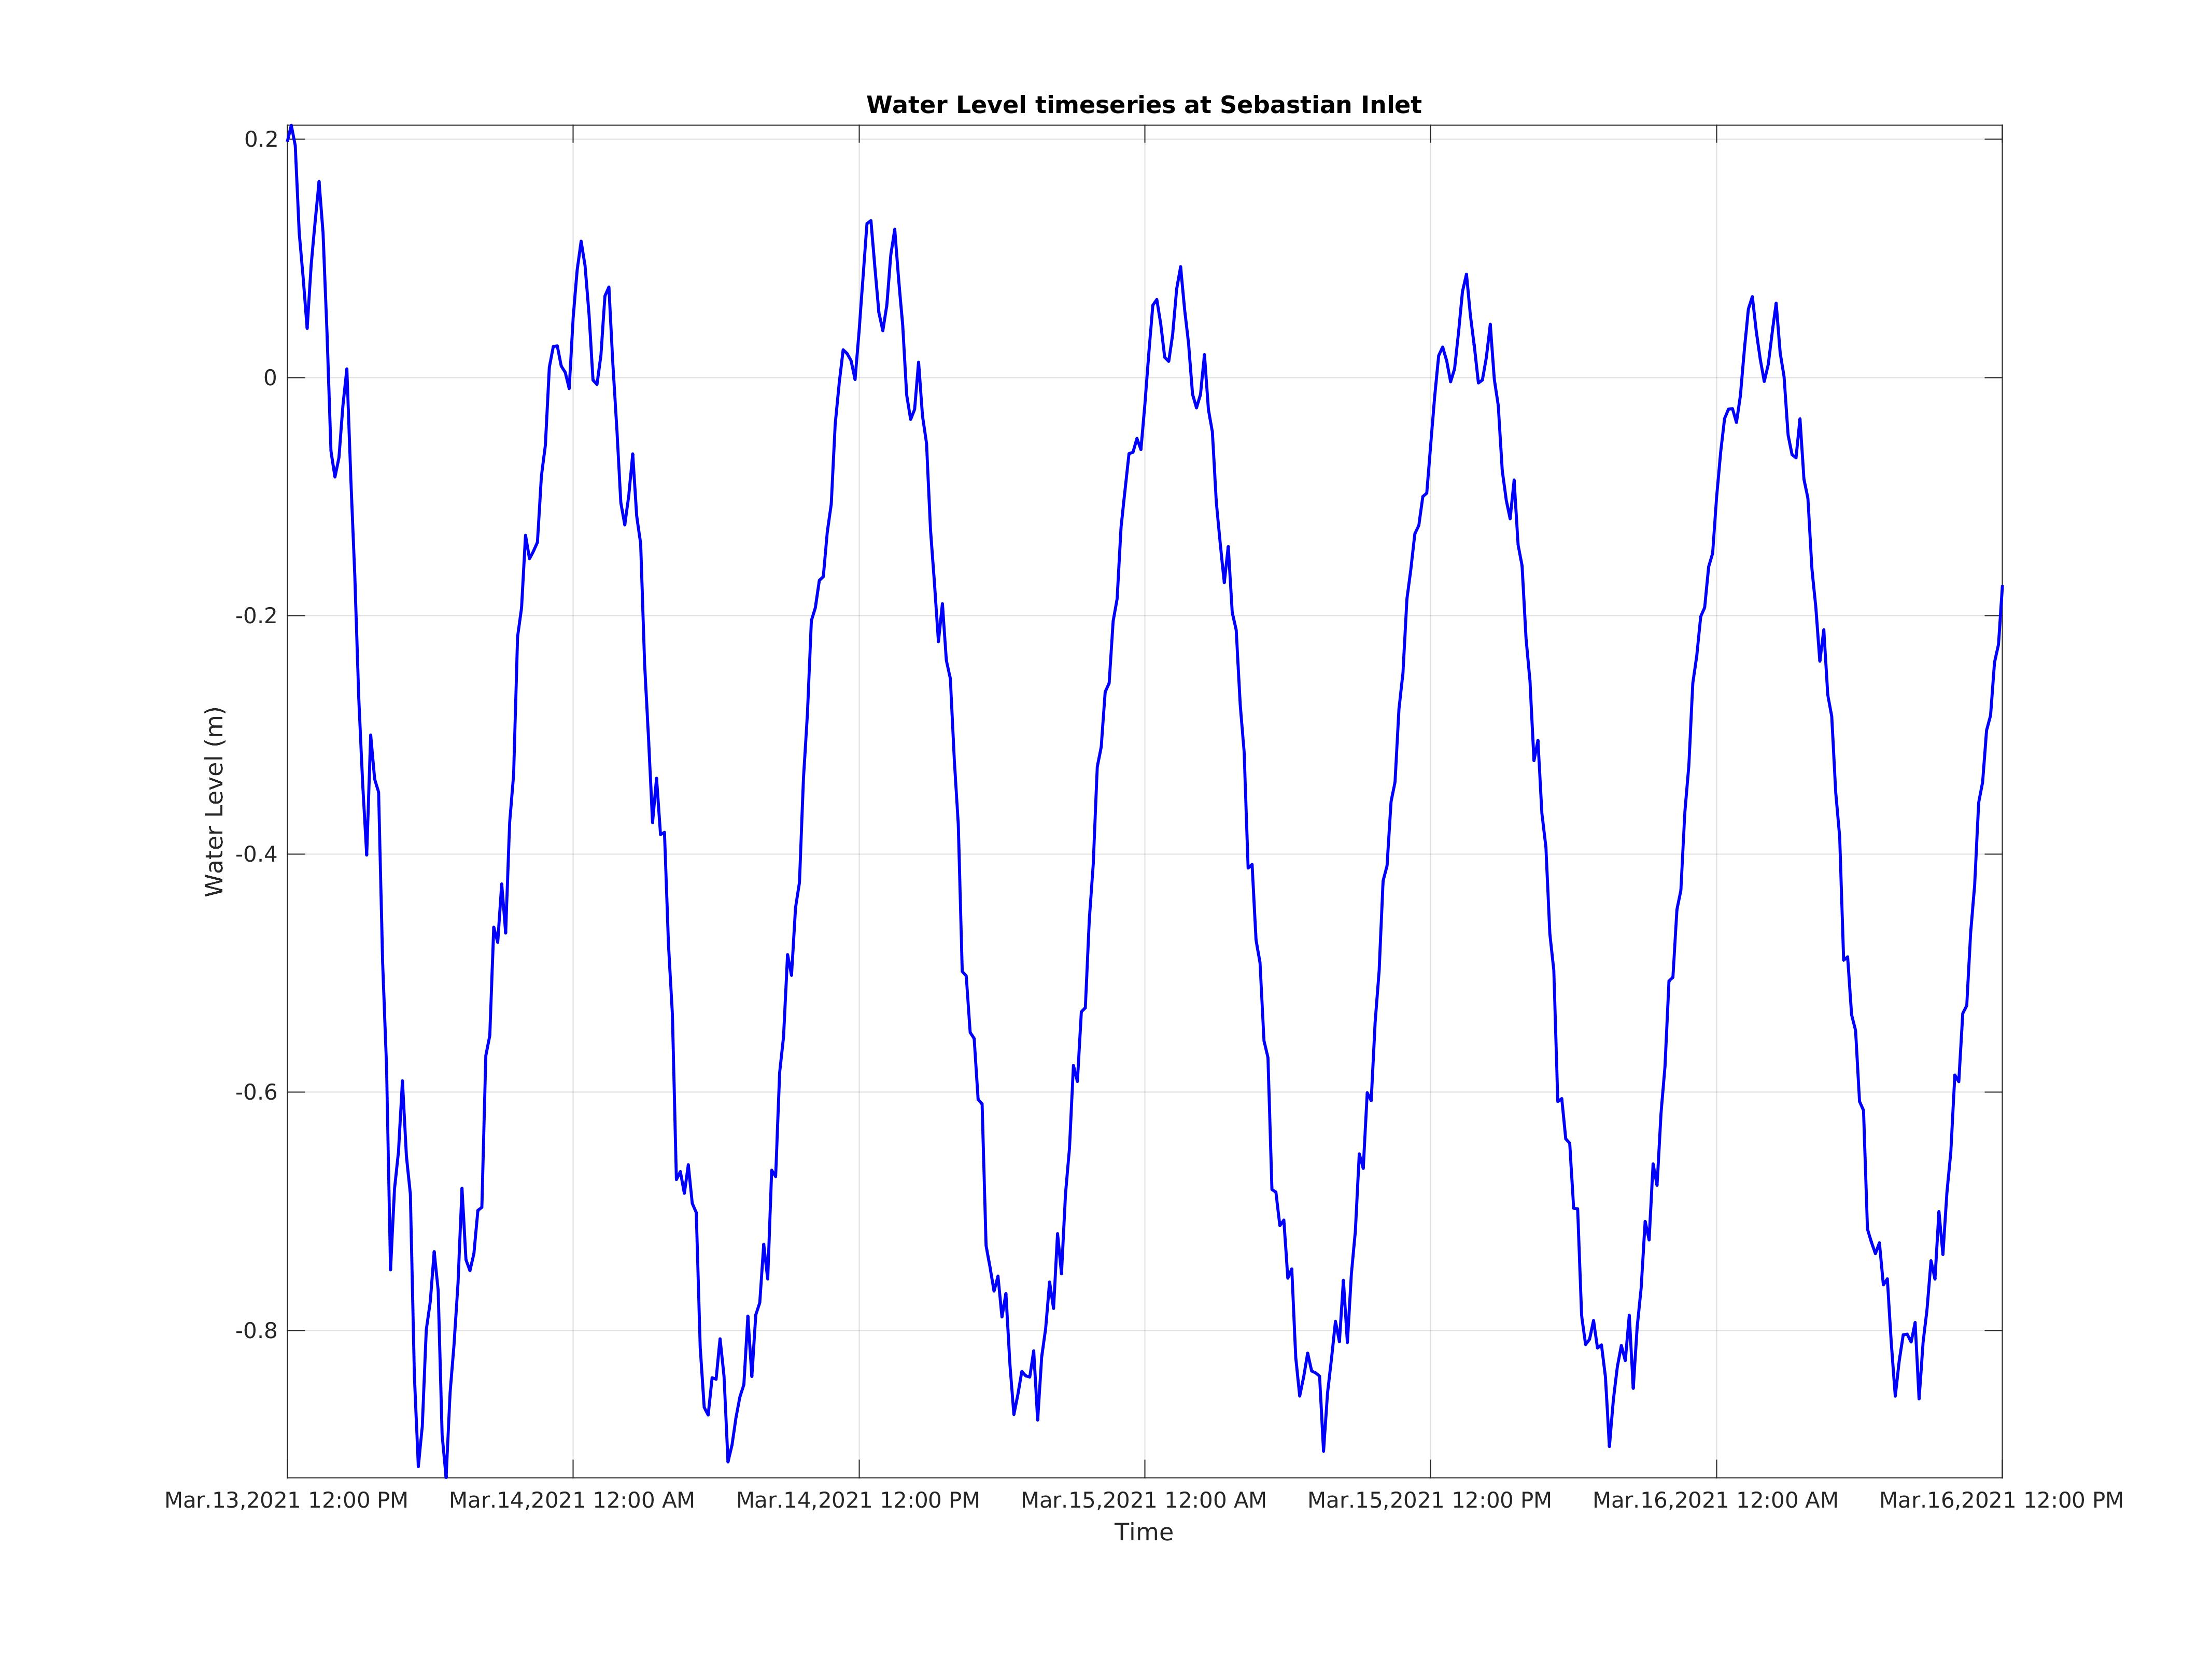 Water Level timeseries at Sebastian Inlet
0.2
0
-0.2
-0.4
-0.6
-0.8
Water Level (m)
Mar.13,2021 12:00 PM
Mar.14,2021 12:00 AM
Mar.14,2021 12:00 PM
Mar.15,2021 12:00 AM
Mar.15,2021 12:00 PM
Mar.16,2021 12:00 AM
Mar.16,2021 12:00 PM
Time